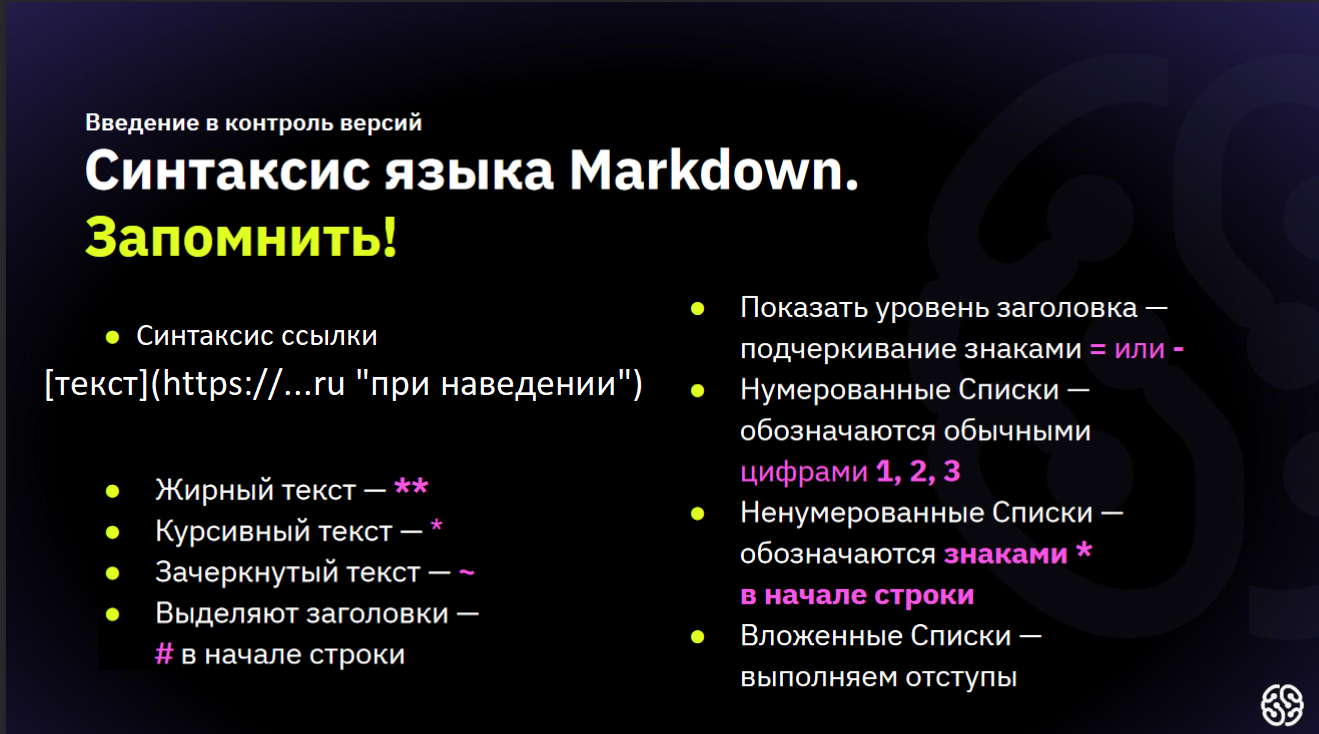 Введение в контроль версий
Синтаксис языка Markdown.
Запомнить!
● Синтаксис ссылки
[текст](https://...ru "при наведении")
● Жирный текст — **
● Курсивный текст — *
● Зачеркнутый текст — ~
● Выделяют заголовки —
# в начале строки
● Показать уровень заголовка —
подчеркивание знаками = или -
● Нумерованные Списки —
обозначаются обычными
цифрами 1, 2, 3
● Ненумерованные Списки —
обозначаются знаками *
в начале строки
● Вложенные Списки —
выполняем отступы